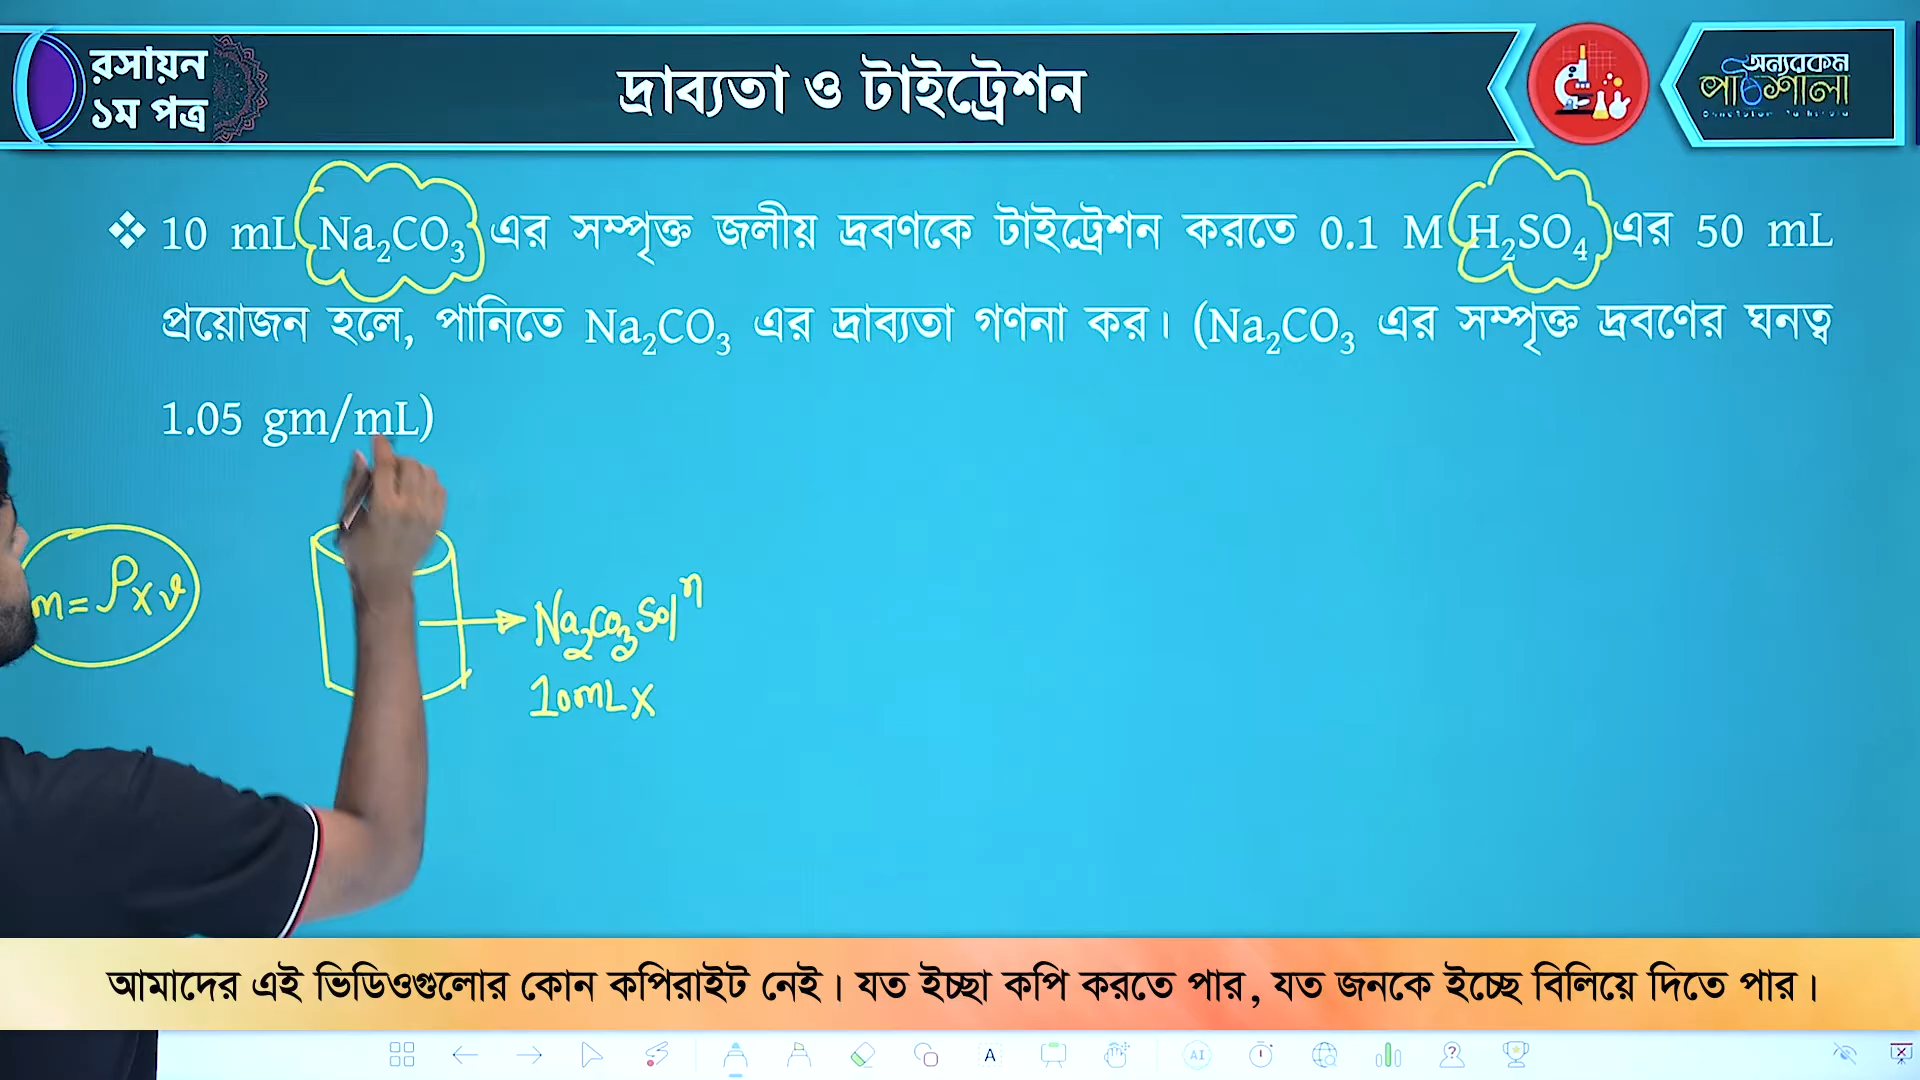 রসায়ন
১ম পত্র
দ্রাব্যতা ও টাইট্রেশন
অন্যরকম
পাঠশালা
❖ 10 mL Na₂CO₃ এর সম্পৃক্ত জলীয় দ্রবণকে টাইট্রেশন করতে 0.1 M H₂SO₄ এর 50 mL
প্রয়োজন হলে, পানিতে Na₂CO₃ এর দ্রাব্যতা গণনা কর। (Na₂CO₃ এর সম্পৃক্ত দ্রবণের ঘনত্ব
1.05 gm/mL)
m = ρ x v
Na₂CO₃ Solⁿ
10mL x
আমাদের এই ভিডিওগুলোর কোন কপিরাইট নেই। যত ইচ্ছা কপি করতে পার, যত জনকে ইচ্ছে বিলিয়ে দিতে পার।
A
AI